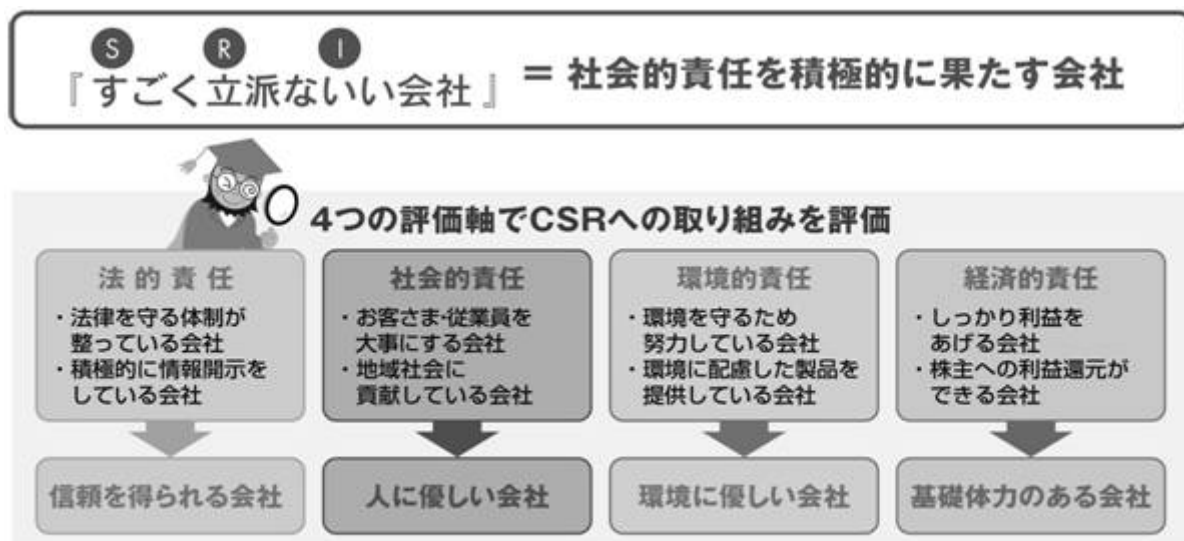 S R I
『すごく立派ないい会社』 = 社会的責任を積極的に果たす会社
4つの評価軸でCSRへの取り組みを評価
法的責任
・法律を守る体制が
整っている会社
・積極的に情報開示を
している会社
信頼を得られる会社
社会的責任
・お客さま・従業員を
大事にする会社
・地域社会に
貢献している会社
人に優しい会社
環境的責任
・環境を守るため
努力している会社
・環境に配慮した製品を
提供している会社
環境に優しい会社
経済的責任
・しっかり利益を
あげる会社
・株主への利益還元が
できる会社
基礎体力のある会社